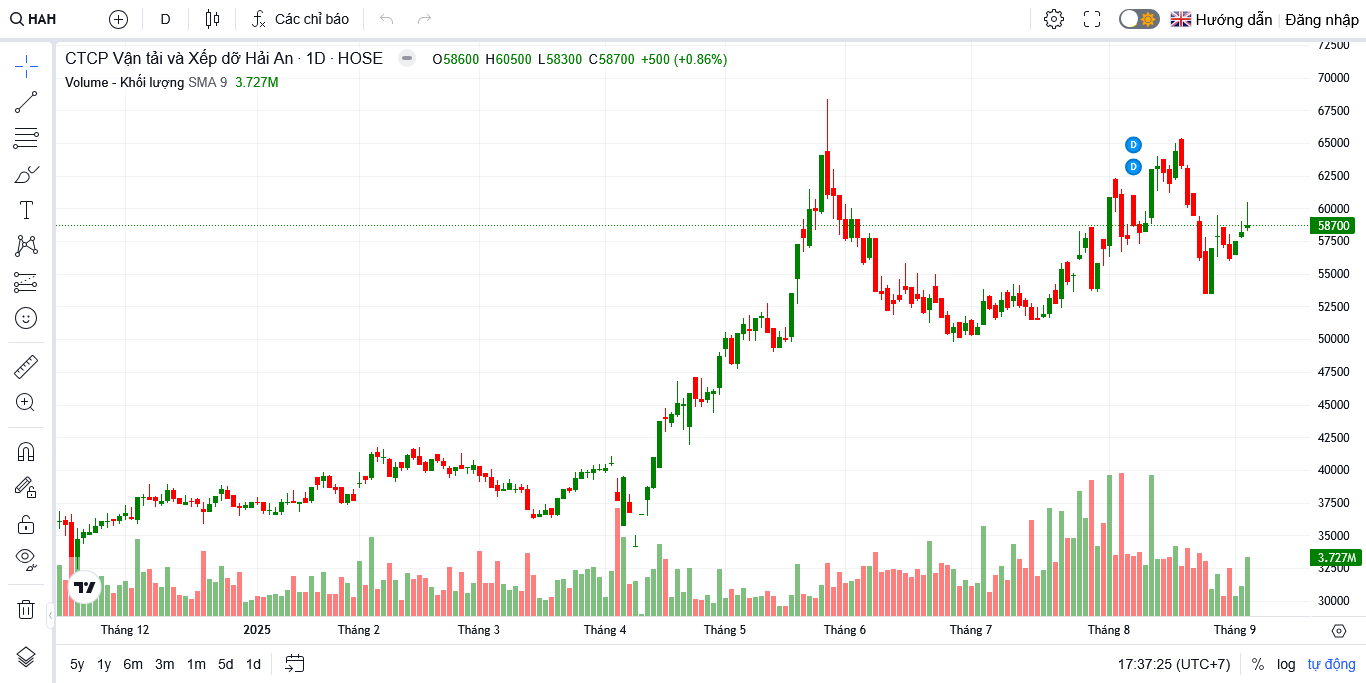 HAH D Các chỉ báo Hướng dẫn Đăng nhập
CTCP Vận tải và Xếp dỡ Hải An · 1D · HOSE O58600 H60500 L58300 C58700 +500 (+0.86%)
Volume - Khối lượng SMA 9 3.727M
72500
70000
67500
65000
D
D
62500
60000
58700
57500
55000
52500
50000
47500
45000
42500
40000
37500
35000
3.727M
32500
30000
Tháng 12 2025 Tháng 2 Tháng 3 Tháng 4 Tháng 5 Tháng 6 Tháng 7 Tháng 8 Tháng 9
5y 1y 6m 3m 1m 5d 1d 17:37:25 (UTC+7) % log tự động